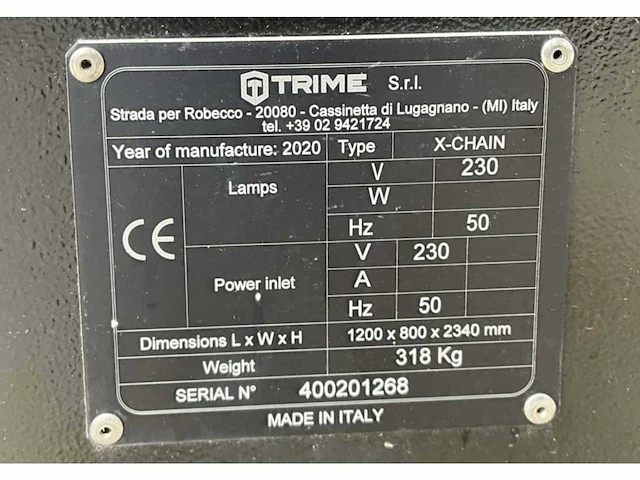 TRIME S.r.l.
Strada per Robecco - 20080 - Cassinetta di Lugagnano - (MI) Italy
tel. +39 02 9421724
Year of manufacture: 2020 Type X-CHAIN
Lamps V 230
W
Hz 50
CE
Power inlet V 230
A
Hz 50
Dimensions L x W x H 1200 x 800 x 2340 mm
Weight 318 Kg
SERIAL N° 400201268
MADE IN ITALY